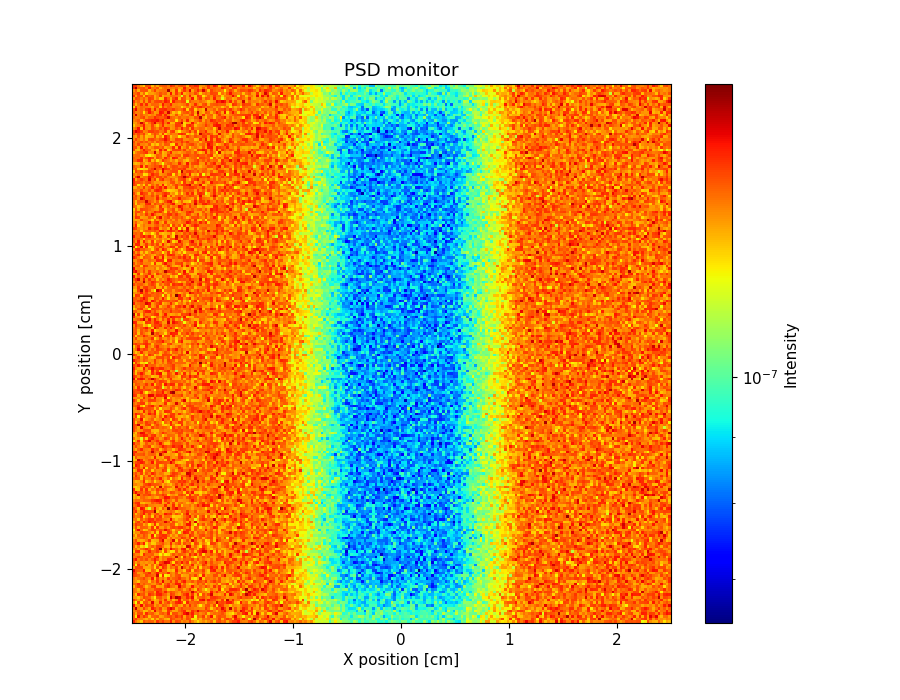 PSD monitor
2
1
0
−1
−2
Y position [cm]
−2
−1
0
1
2
X position [cm]
10⁻⁷
Intensity